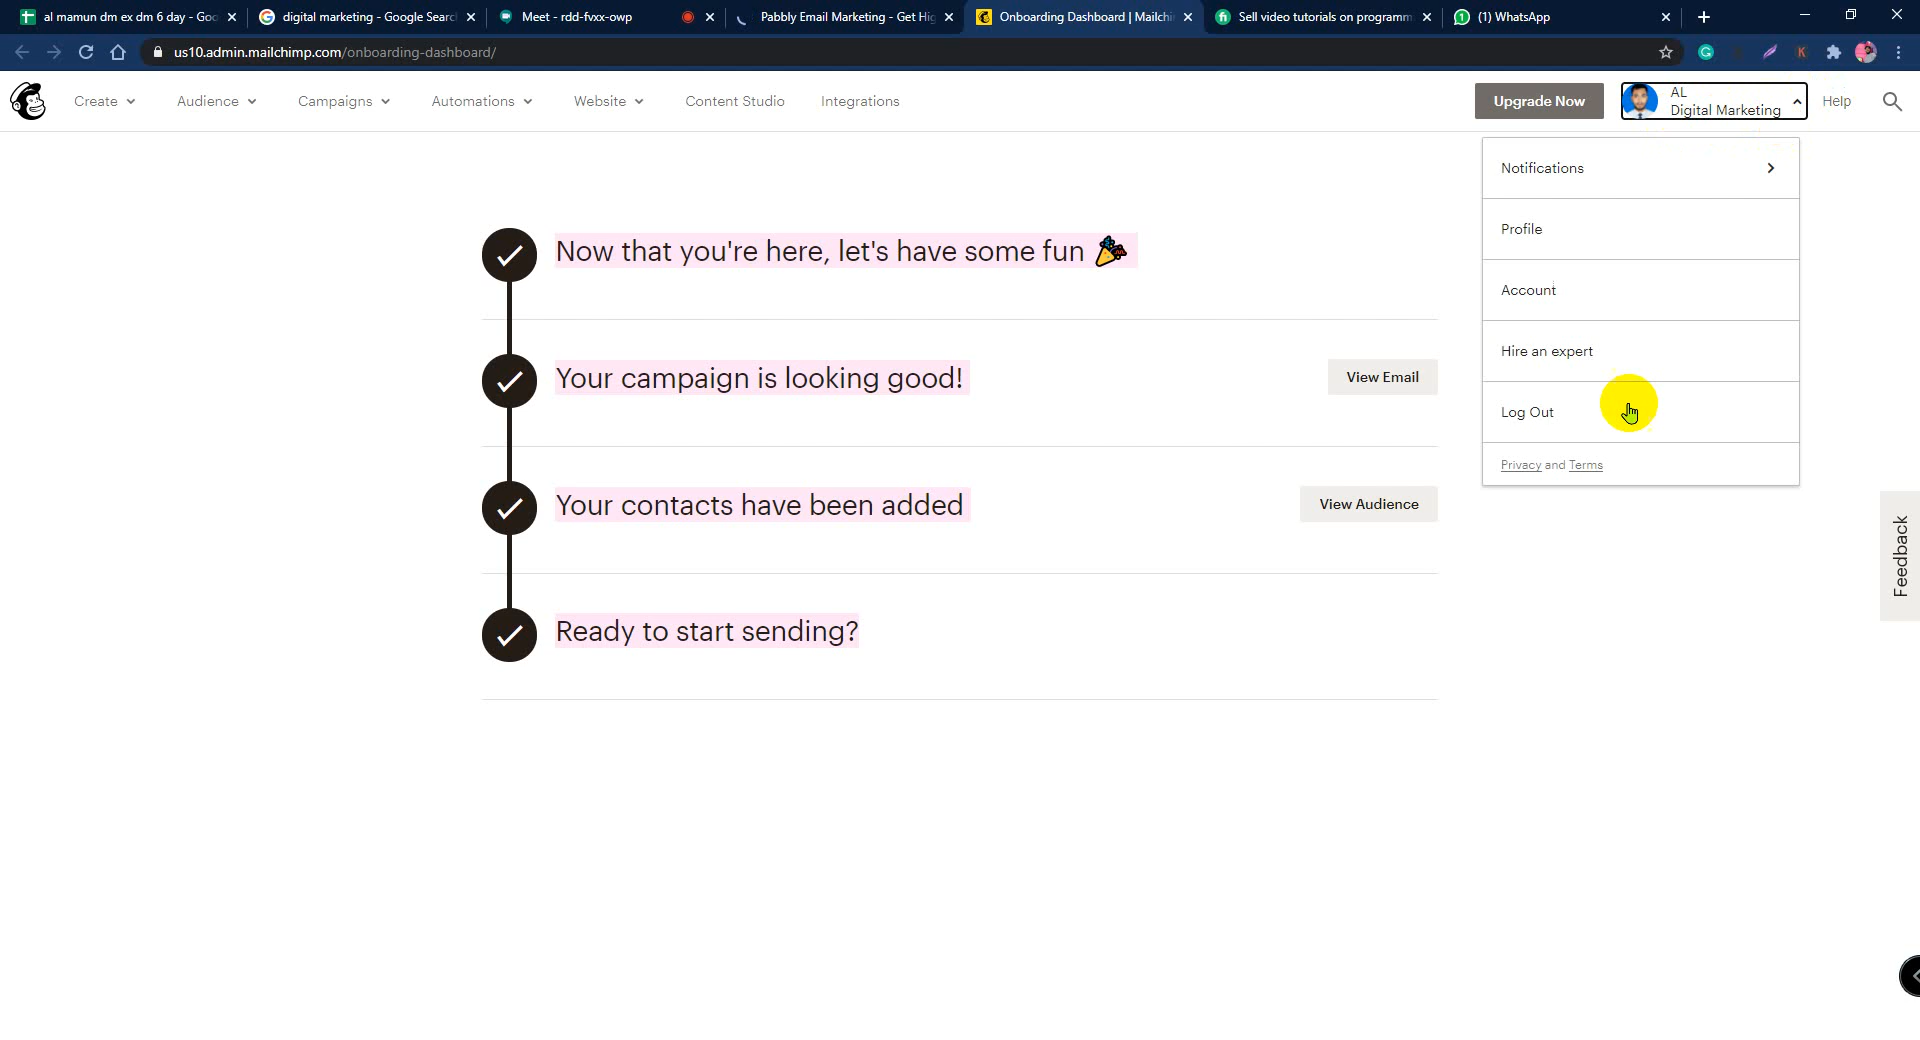 al mamun dm ex dm 6 day - Goo
digital marketing - Google Searc
Meet - rdd-fvxx-owp
Pabbly Email Marketing - Get Hig
Onboarding Dashboard | Mailchi
Sell video tutorials on programm
(1) WhatsApp
us10.admin.mailchimp.com/onboarding-dashboard/
Create
Audience
Campaigns
Automations
Website
Content Studio
Integrations
Upgrade Now
AL
Digital Marketing
Help
Notifications
Profile
Account
Hire an expert
Log Out
Privacy and Terms
Now that you're here, let's have some fun
Your campaign is looking good!
View Email
Your contacts have been added
View Audience
Ready to start sending?
Feedback